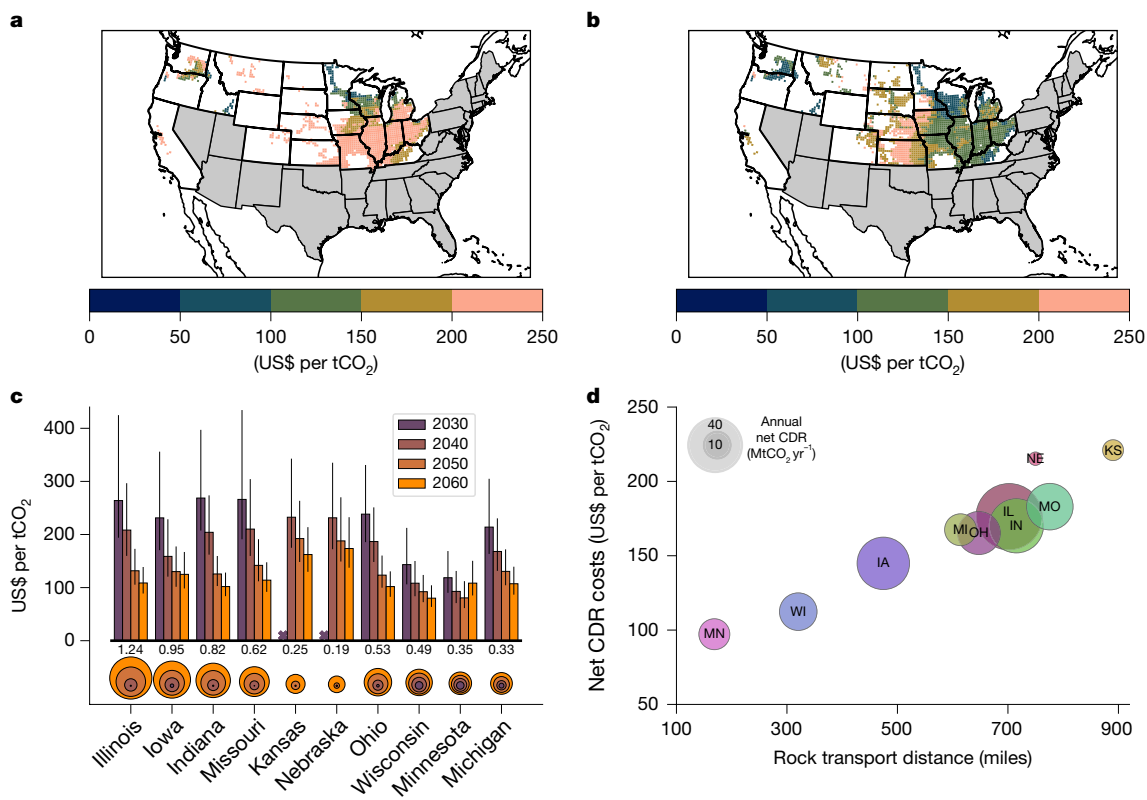 a
b
0 50 100 150 200 250
(US$ per tCO₂)
0 50 100 150 200 250
(US$ per tCO₂)
c
US$ per tCO₂
400
300
200
100
0
2030
2040
2050
2060
1.24 0.95 0.82 0.62 0.25 0.19 0.53 0.49 0.35 0.33
Illinois
Iowa
Indiana
Missouri
Kansas
Nebraska
Ohio
Wisconsin
Minnesota
Michigan
d
Net CDR costs (US$ per tCO₂)
250
200
150
100
50
40
10
Annual
net CDR
(MtCO₂ yr⁻¹)
KS
NE
MO
IL
IN
MI
OH
IA
WI
MN
100 300 500 700 900
Rock transport distance (miles)